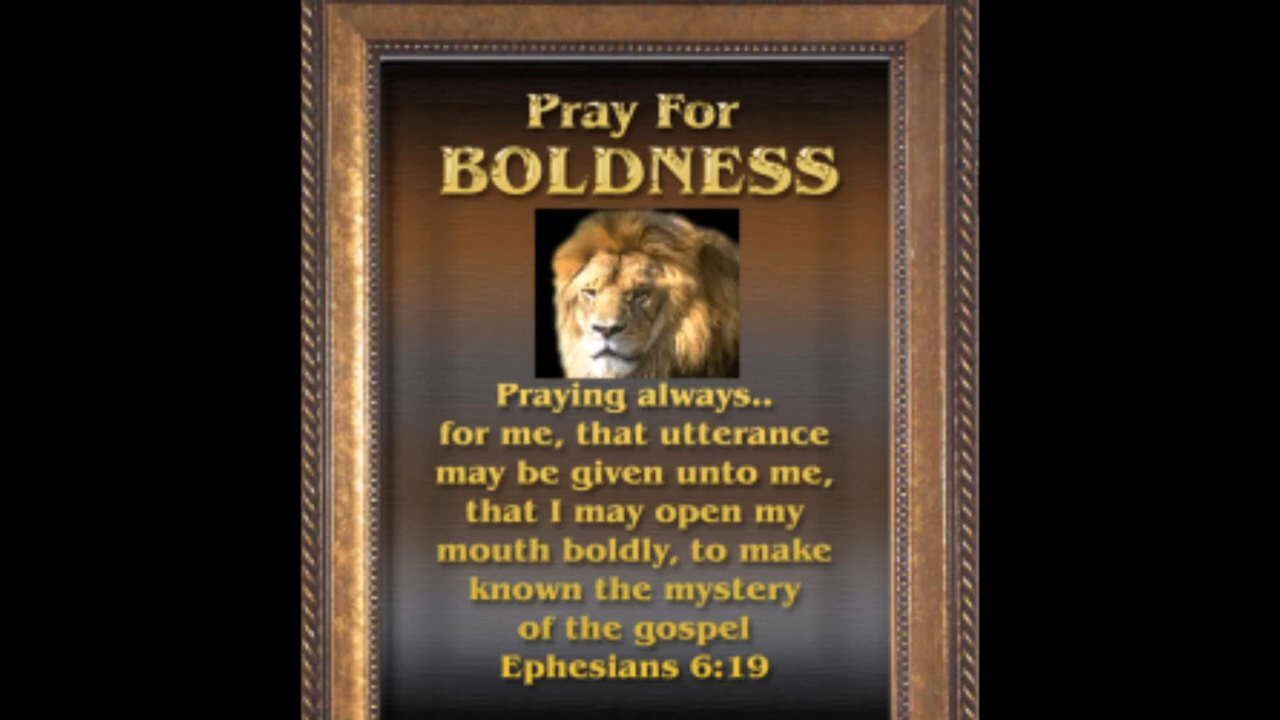 Pray For
BOLDNESS
Praying always..
for me, that utterance
may be given unto me,
that I may open my
mouth boldly, to make
known the mystery
of the gospel
Ephesians 6:19